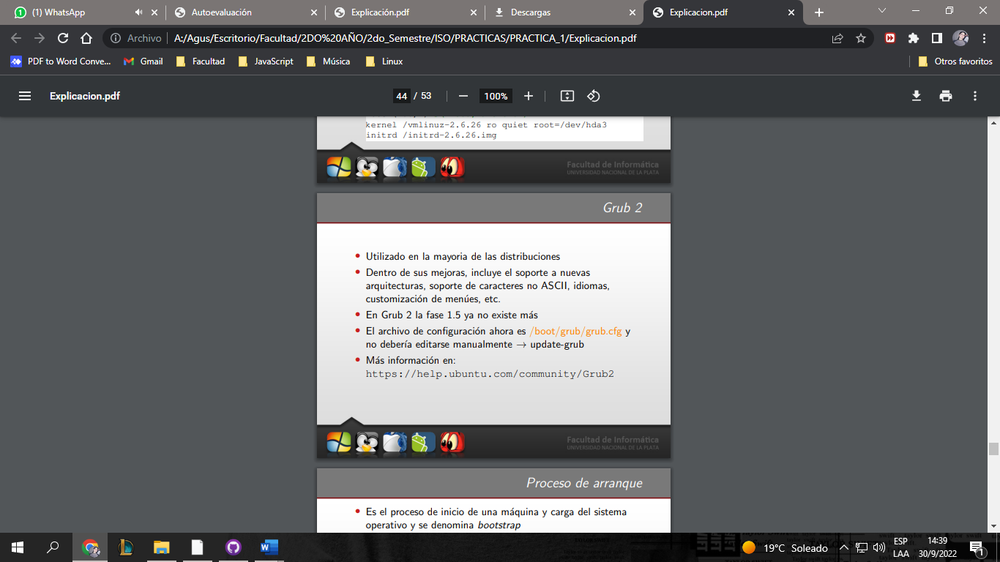 (1) WhatsApp
Autoevaluación
Explicación.pdf
Descargas
Explicacion.pdf
Archivo
A:/Agus/Escritorio/Facultad/2DO%20AÑO/2do_Semestre/ISO/PRACTICAS/PRACTICA_1/Explicacion.pdf
PDF to Word Conve...
Gmail
Facultad
JavaScript
Música
Linux
Otros favoritos
Explicacion.pdf
44 / 53
100%
kernel /vmlinuz-2.6.26 ro quiet root=/dev/hda3
initrd /initrd-2.6.26.img
Facultad de Informática
UNIVERSIDAD NACIONAL DE LA PLATA
Grub 2
Utilizado en la mayoria de las distribuciones
Dentro de sus mejoras, incluye el soporte a nuevas
arquitecturas, soporte de caracteres no ASCII, idiomas,
customización de menúes, etc.
En Grub 2 la fase 1.5 ya no existe más
El archivo de configuración ahora es /boot/grub/grub.cfg y
no debería editarse manualmente → update-grub
Más información en:
https://help.ubuntu.com/community/Grub2
Facultad de Informática
UNIVERSIDAD NACIONAL DE LA PLATA
Proceso de arranque
Es el proceso de inicio de una máquina y carga del sistema
operativo y se denomina bootstrap
19°C Soleado
ESP
LAA
14:39
30/9/2022
1